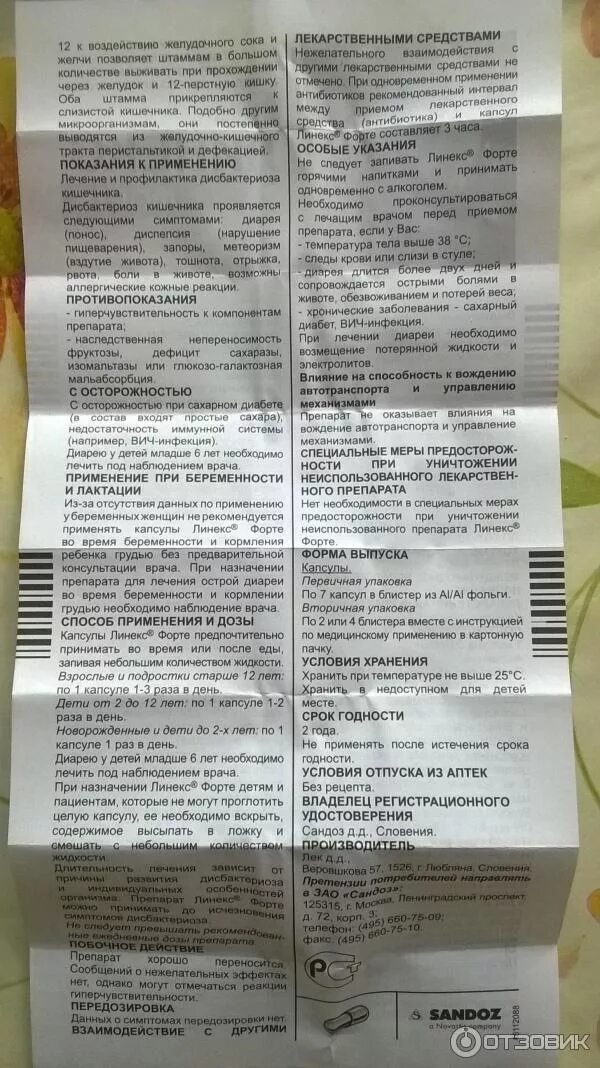 12 к воздействию желудочного сока и
желчи позволяет штаммам в большом
количестве выживать при прохождении
через желудок и 12-перстную кишку.
Оба штамма прикрепляются к
слизистой кишечника. Подобно другим
микроорганизмам, они постепенно
выводятся из желудочно-кишечного
тракта перистальтикой и дефекацией.
ПОКАЗАНИЯ К ПРИМЕНЕНИЮ
Лечение и профилактика дисбактериоза
кишечника.
Дисбактериоз кишечника проявляется
следующими симптомами: диарея
(понос), диспепсия (нарушение
пищеварения), запоры, метеоризм
(вздутие живота), тошнота, отрыжка,
рвота, боли в животе, возможны
аллергические кожные реакции.
ПРОТИВОПОКАЗАНИЯ
- гиперчувствительность к компонентам
препарата;
- наследственная непереносимость
фруктозы, дефицит сахаразы,
изомальтазы или глюкозо-галактозная
мальабсорбция.
С ОСТОРОЖНОСТЬЮ
С осторожностью при сахарном диабете
(в состав входят простые сахара),
недостаточность иммунной системы
(например, ВИЧ-инфекция).
Диарею у детей младше 6 лет необходимо
лечить под наблюдением врача.
ПРИМЕНЕНИЕ ПРИ БЕРЕМЕННОСТИ
И ЛАКТАЦИИ
Из-за отсутствия данных по применению
у беременных женщин не рекомендуется
применять капсулы Линекс® Форте
во время беременности и кормления
ребенка грудью без предварительной
консультации врача. При назначении
препарата для лечения острой диареи
во время беременности и кормлении
грудью необходимо наблюдение врача.
СПОСОБ ПРИМЕНЕНИЯ И ДОЗЫ
Капсулы Линекс® Форте предпочтительно
принимать во время или после еды,
запивая небольшим количеством жидкости.
Взрослые и подростки старше 12 лет:
по 1 капсуле 1-3 раза в день.
Дети от 2 до 12 лет: по 1 капсуле 1-2
раза в день.
Новорожденные и дети до 2-х лет: по 1
капсуле 1 раз в день.
Диарею у детей младше 6 лет необходимо
лечить под наблюдением врача.
При назначении Линекс® Форте детям и
пациентам, которые не могут проглотить
целую капсулу, ее необходимо вскрыть,
содержимое высыпать в ложку и
смешать с небольшим количеством
жидкости.
Длительность лечения зависит от
причины развития дисбактериоза
и индивидуальных особенностей
организма. Препарат Линекс® Форте
можно принимать до исчезновения
симптомов дисбактериоза.
Не следует превышать рекомендован-
ные ежедневные дозы препарата.
ПОБОЧНОЕ ДЕЙСТВИЕ
Препарат хорошо переносится.
Сообщений о нежелательных эффектах
нет, однако могут отмечаться реакции
гиперчувствительности.
ПЕРЕДОЗИРОВКА
Данных о симптомах передозировки нет.
ВЗАИМОДЕЙСТВИЕ С ДРУГИМИ
ЛЕКАРСТВЕННЫМИ СРЕДСТВАМИ
Нежелательного взаимодействия с
другими лекарственными средствами не
отмечено. При одновременном применении
антибиотиков рекомендованный интервал
между приемом лекарственного
средства (антибиотика) и капсул
Линекс® Форте составляет 3 часа.
ОСОБЫЕ УКАЗАНИЯ
Не следует запивать Линекс® Форте
горячими напитками и принимать
одновременно с алкоголем.
Необходимо проконсультироваться
с лечащим врачом перед приемом
препарата, если у Вас:
- температура тела выше 38 °С;
- следы крови или слизи в стуле;
- диарея длится более двух дней и
сопровождается острыми болями в
животе, обезвоживанием и потерей веса;
- хронические заболевания - сахарный
диабет, ВИЧ-инфекция.
При лечении диареи необходимо
возмещение потерянной жидкости и
электролитов.
Влияние на способность к вождению
автотранспорта и управлению
механизмами
Препарат не оказывает влияния на
вождение автотранспорта и управление
механизмами.
СПЕЦИАЛЬНЫЕ МЕРЫ ПРЕДОСТОРОЖ-
НОСТИ ПРИ УНИЧТОЖЕНИИ
НЕИСПОЛЬЗОВАННОГО ЛЕКАРСТВЕН-
НОГО ПРЕПАРАТА
Нет необходимости в специальных мерах
предосторожности при уничтожении
неиспользованного препарата Линекс®
Форте.
ФОРМА ВЫПУСКА
Капсулы.
Первичная упаковка
По 7 капсул в блистер из Al/Al фольги.
Вторичная упаковка
По 2 или 4 блистера вместе с инструкцией
по медицинскому применению в картонную
пачку.
УСЛОВИЯ ХРАНЕНИЯ
Хранить при температуре не выше 25°С.
Хранить в недоступном для детей
месте.
СРОК ГОДНОСТИ
2 года.
Не применять после истечения срока
годности.
УСЛОВИЯ ОТПУСКА ИЗ АПТЕК
Без рецепта.
ВЛАДЕЛЕЦ РЕГИСТРАЦИОННОГО
УДОСТОВЕРЕНИЯ
Сандоз д.д., Словения.
ПРОИЗВОДИТЕЛЬ
Лек д.д.,
Веровшкова 57, 1526, г. Любляна, Словения.
Претензии потребителей направлять
в ЗАО «Сандоз»:
125315, г. Москва, Ленинградский проспект,
д. 72, корп. 3.
телефон: (495) 660-75-09;
факс: (495) 660-75-10.
SANDOZ
a Novartis company
ОТЗОВИК